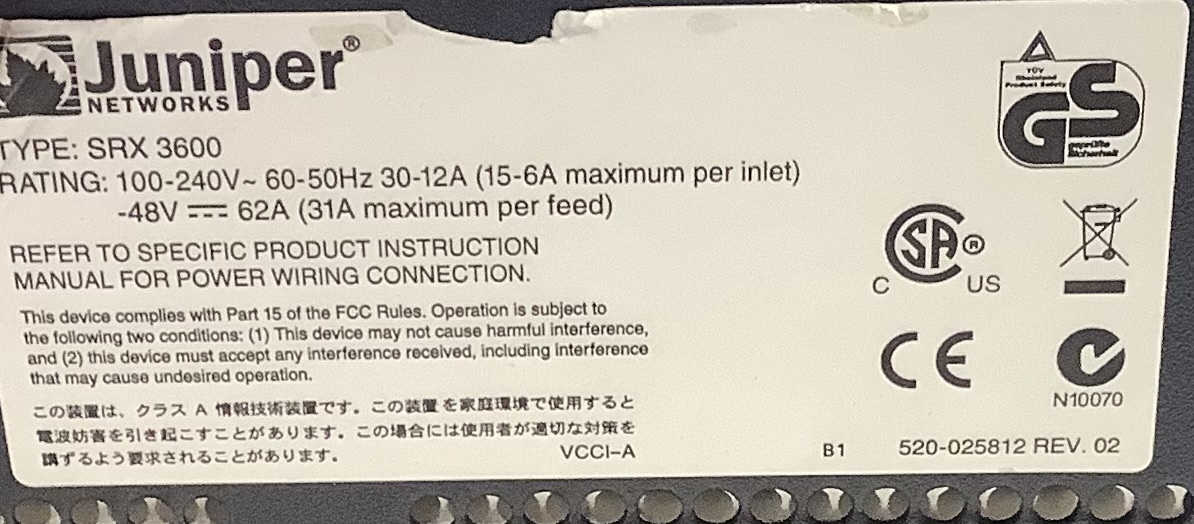 Juniper®
NETWORKS
TYPE: SRX 3600
RATING: 100-240V~ 60-50Hz 30-12A (15-6A maximum per inlet)
-48V ⎓ 62A (31A maximum per feed)
REFER TO SPECIFIC PRODUCT INSTRUCTION
MANUAL FOR POWER WIRING CONNECTION.
This device complies with Part 15 of the FCC Rules. Operation is subject to
the following two conditions: (1) This device may not cause harmful interference,
and (2) this device must accept any interference received, including interference
that may cause undesired operation.
この装置は、クラス A 情報技術装置です。この装置を家庭環境で使用すると
電波妨害を引き起こすことがあります。この場合には使用者が適切な対策を
講ずるよう要求されることがあります。
VCCI-A
TÜV
Rheinland
Product Safety
GS
geprüfte
Sicherheit
CSA®
C US
CE
N10070
B1 520-025812 REV. 02